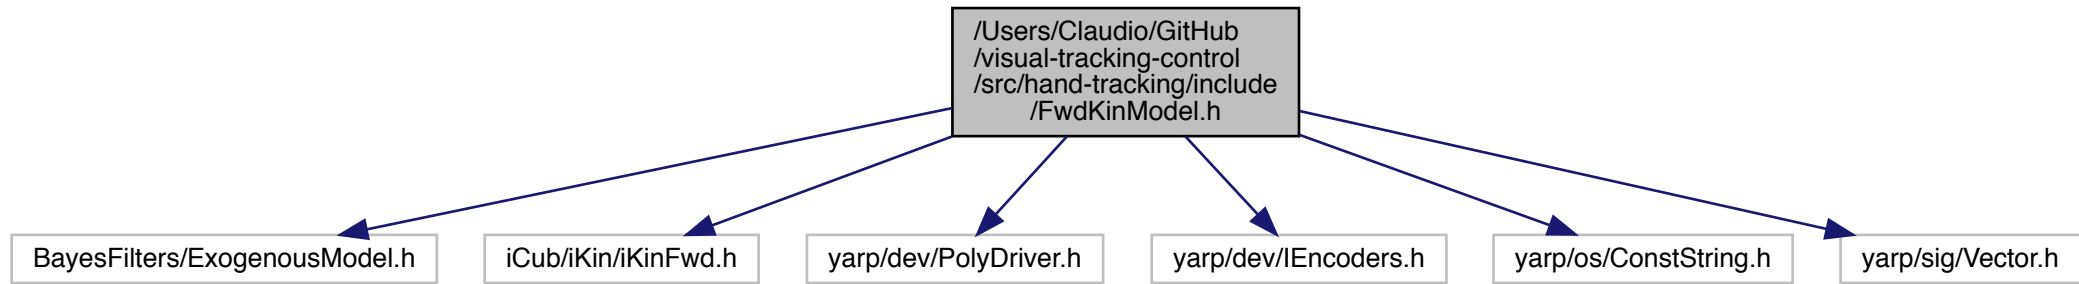 /Users/Claudio/GitHub
/visual-tracking-control
/src/hand-tracking/include
/FwdKinModel.h
BayesFilters/ExogenousModel.h
iCub/iKin/iKinFwd.h
yarp/dev/PolyDriver.h
yarp/dev/IEncoders.h
yarp/os/ConstString.h
yarp/sig/Vector.h